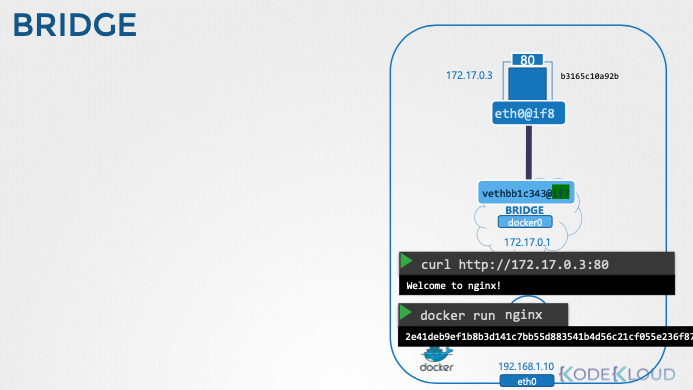 BRIDGE
80
172.17.0.3
b3165c10a92b
eth0@if8
vethbb1c343@if7
BRIDGE
docker0
172.17.0.1
curl http://172.17.0.3:80
Welcome to nginx!
docker run nginx
2e41deb9ef1b8b3d141c7bb55d883541b4d56c21cf055e236f87
docker
192.168.1.10
eth0
KODEKLOUD